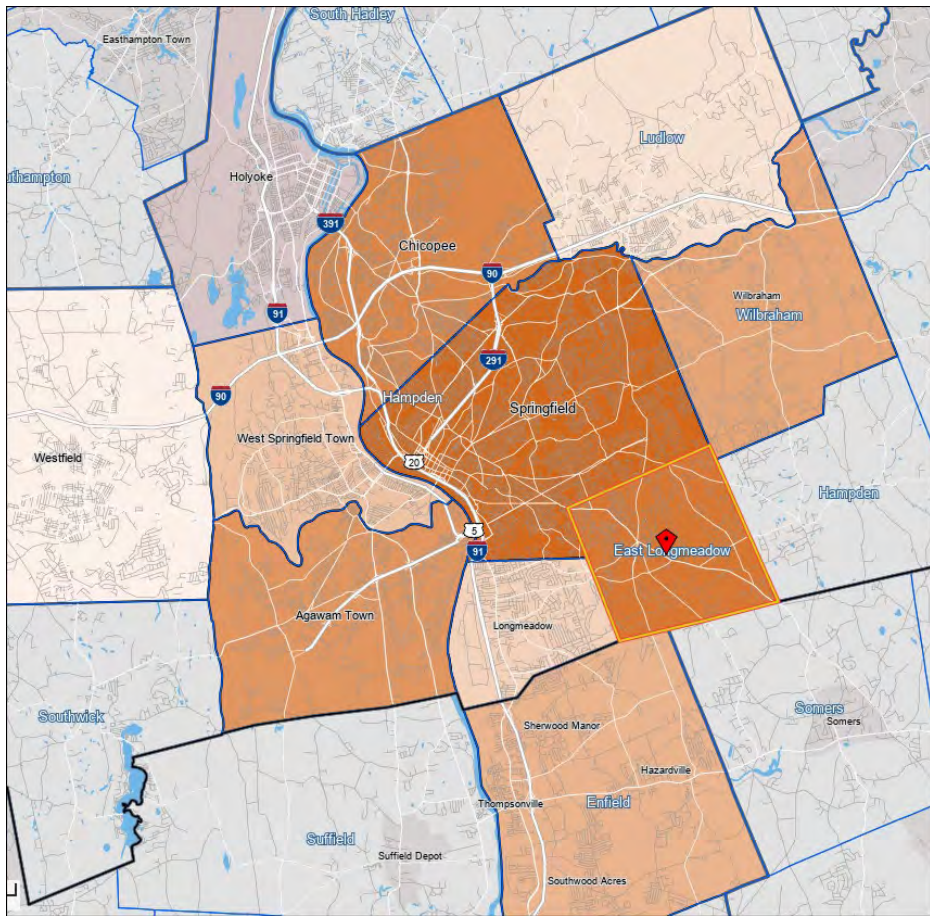 South Hadley
Easthampton Town
Ludlow
uthampton
Holyoke
391
Chicopee
90
91
Wilbraham
Wilbraham
291
90
Hampden
Springfield
West Springfield Town
Westfield
20
Hampden
5
91
East Longmeadow
Agawam Town
Longmeadow
Southwick
Somers
Somers
Sherwood Manor
Hazardville
Thompsonville
Enfield
Suffield
Suffield Depot
Southwood Acres